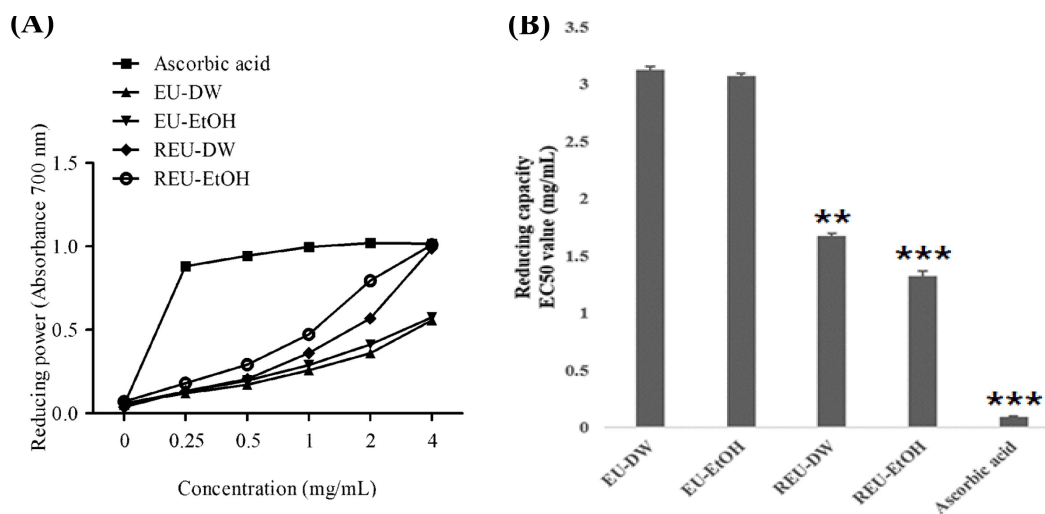 (A)
Ascorbic acid
EU-DW
EU-EtOH
REU-DW
REU-EtOH
Reducing power (Absorbance 700 nm)
1.5
1.0
0.5
0.0
0 0.25 0.5 1 2 4
Concentration (mg/mL)
(B)
Reducing capacity
EC50 value (mg/mL)
3.5
3
2.5
2
1.5
1
0.5
0
**
***
***
EU-DW
EU-EtOH
REU-DW
REU-EtOH
Ascorbic acid